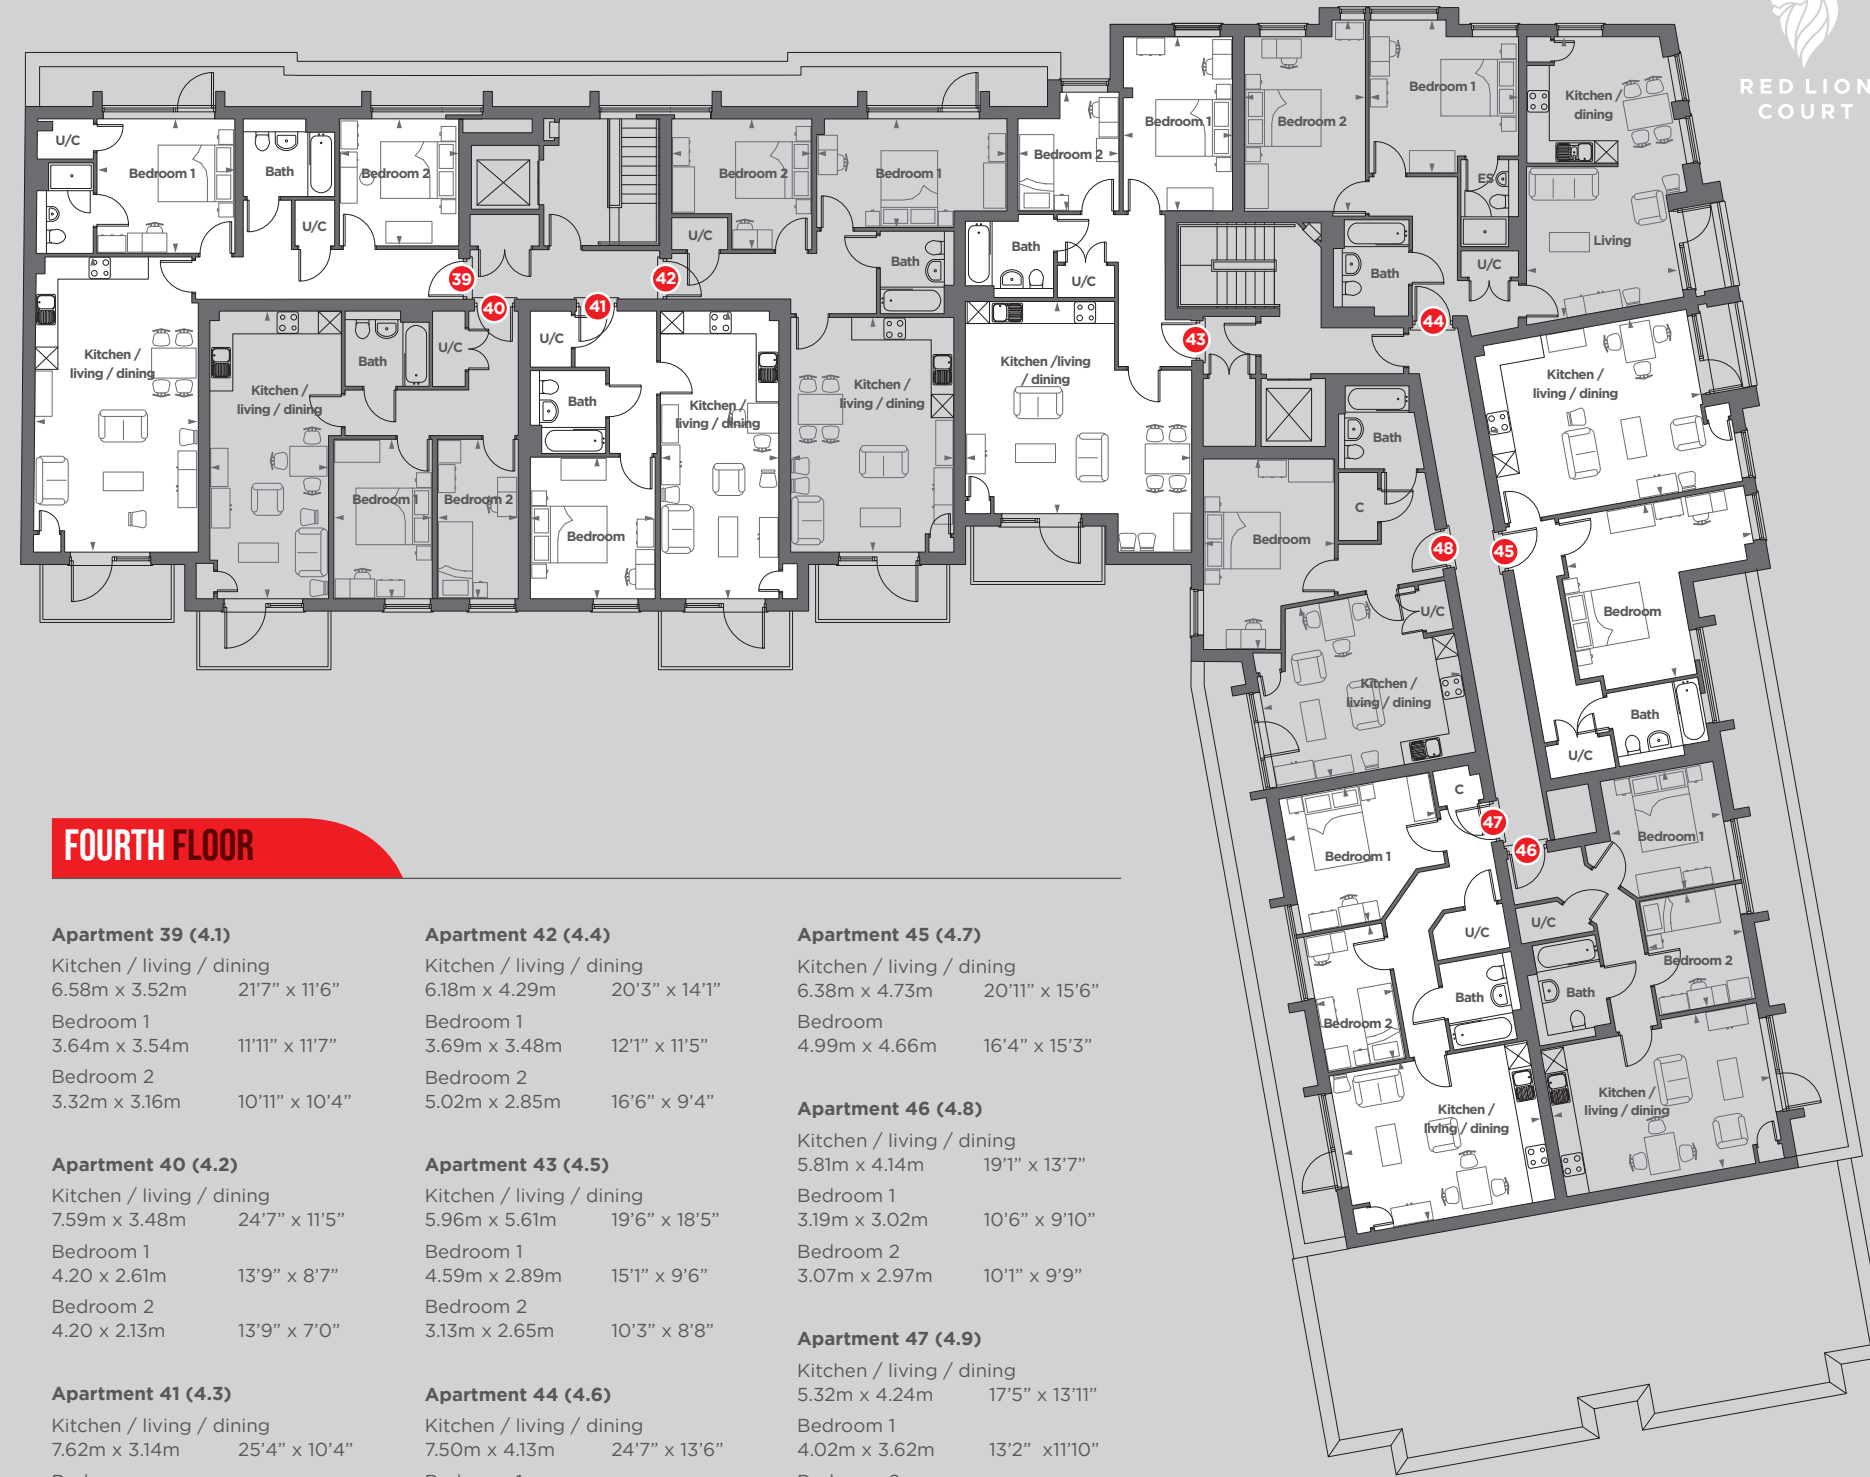 RED LION
COURT
U/C
Bedroom 1
Bath
U/C
Bedroom 2
Bedroom 2
U/C
Bedroom 1
Bath
Bedroom 2
Bedroom 1
Bath
U/C
Bedroom 2
Bedroom 1
ES
Kitchen /
dining
Living
Bath
U/C
39
40
41
42
43
44
Kitchen /
living / dining
Kitchen /
living / dining
Bath
U/C
Bedroom 1
Bedroom 2
U/C
Bath
Bedroom
Kitchen /
living / dining
Kitchen /
living / dining
Kitchen /living
/ dining
Bath
C
Bedroom
48
45
Kitchen /
living / dining
Bedroom
U/C
Kitchen /
living / dining
Bath
U/C
C
47
46
Bedroom 1
Bedroom 1
U/C
U/C
Bedroom 2
Bath
Bath
Bedroom 2
Kitchen /
living / dining
Kitchen /
living / dining
FOURTH FLOOR
Apartment 39 (4.1)
Kitchen / living / dining
6.58m x 3.52m 21'7” x 11'6”
Bedroom 1
3.64m x 3.54m 11'11” x 11'7”
Bedroom 2
3.32m x 3.16m 10'11” x 10'4”
Apartment 40 (4.2)
Kitchen / living / dining
7.59m x 3.48m 24'7” x 11'5”
Bedroom 1
4.20 x 2.61m 13'9” x 8'7”
Bedroom 2
4.20 x 2.13m 13'9” x 7'0”
Apartment 41 (4.3)
Kitchen / living / dining
7.62m x 3.14m 25'4” x 10'4”
Apartment 42 (4.4)
Kitchen / living / dining
6.18m x 4.29m 20'3” x 14'1”
Bedroom 1
3.69m x 3.48m 12'1” x 11'5”
Bedroom 2
5.02m x 2.85m 16'6” x 9'4”
Apartment 43 (4.5)
Kitchen / living / dining
5.96m x 5.61m 19'6” x 18'5”
Bedroom 1
4.59m x 2.89m 15'1” x 9'6”
Bedroom 2
3.13m x 2.65m 10'3” x 8'8”
Apartment 44 (4.6)
Kitchen / living / dining
7.50m x 4.13m 24'7” x 13'6”
Apartment 45 (4.7)
Kitchen / living / dining
6.38m x 4.73m 20'11” x 15'6”
Bedroom
4.99m x 4.66m 16'4” x 15'3”
Apartment 46 (4.8)
Kitchen / living / dining
5.81m x 4.14m 19'1” x 13'7”
Bedroom 1
3.19m x 3.02m 10'6” x 9'10”
Bedroom 2
3.07m x 2.97m 10'1” x 9'9”
Apartment 47 (4.9)
Kitchen / living / dining
5.32m x 4.24m 17'5” x 13'11”
Bedroom 1
4.02m x 3.62m 13'2” x11'10”